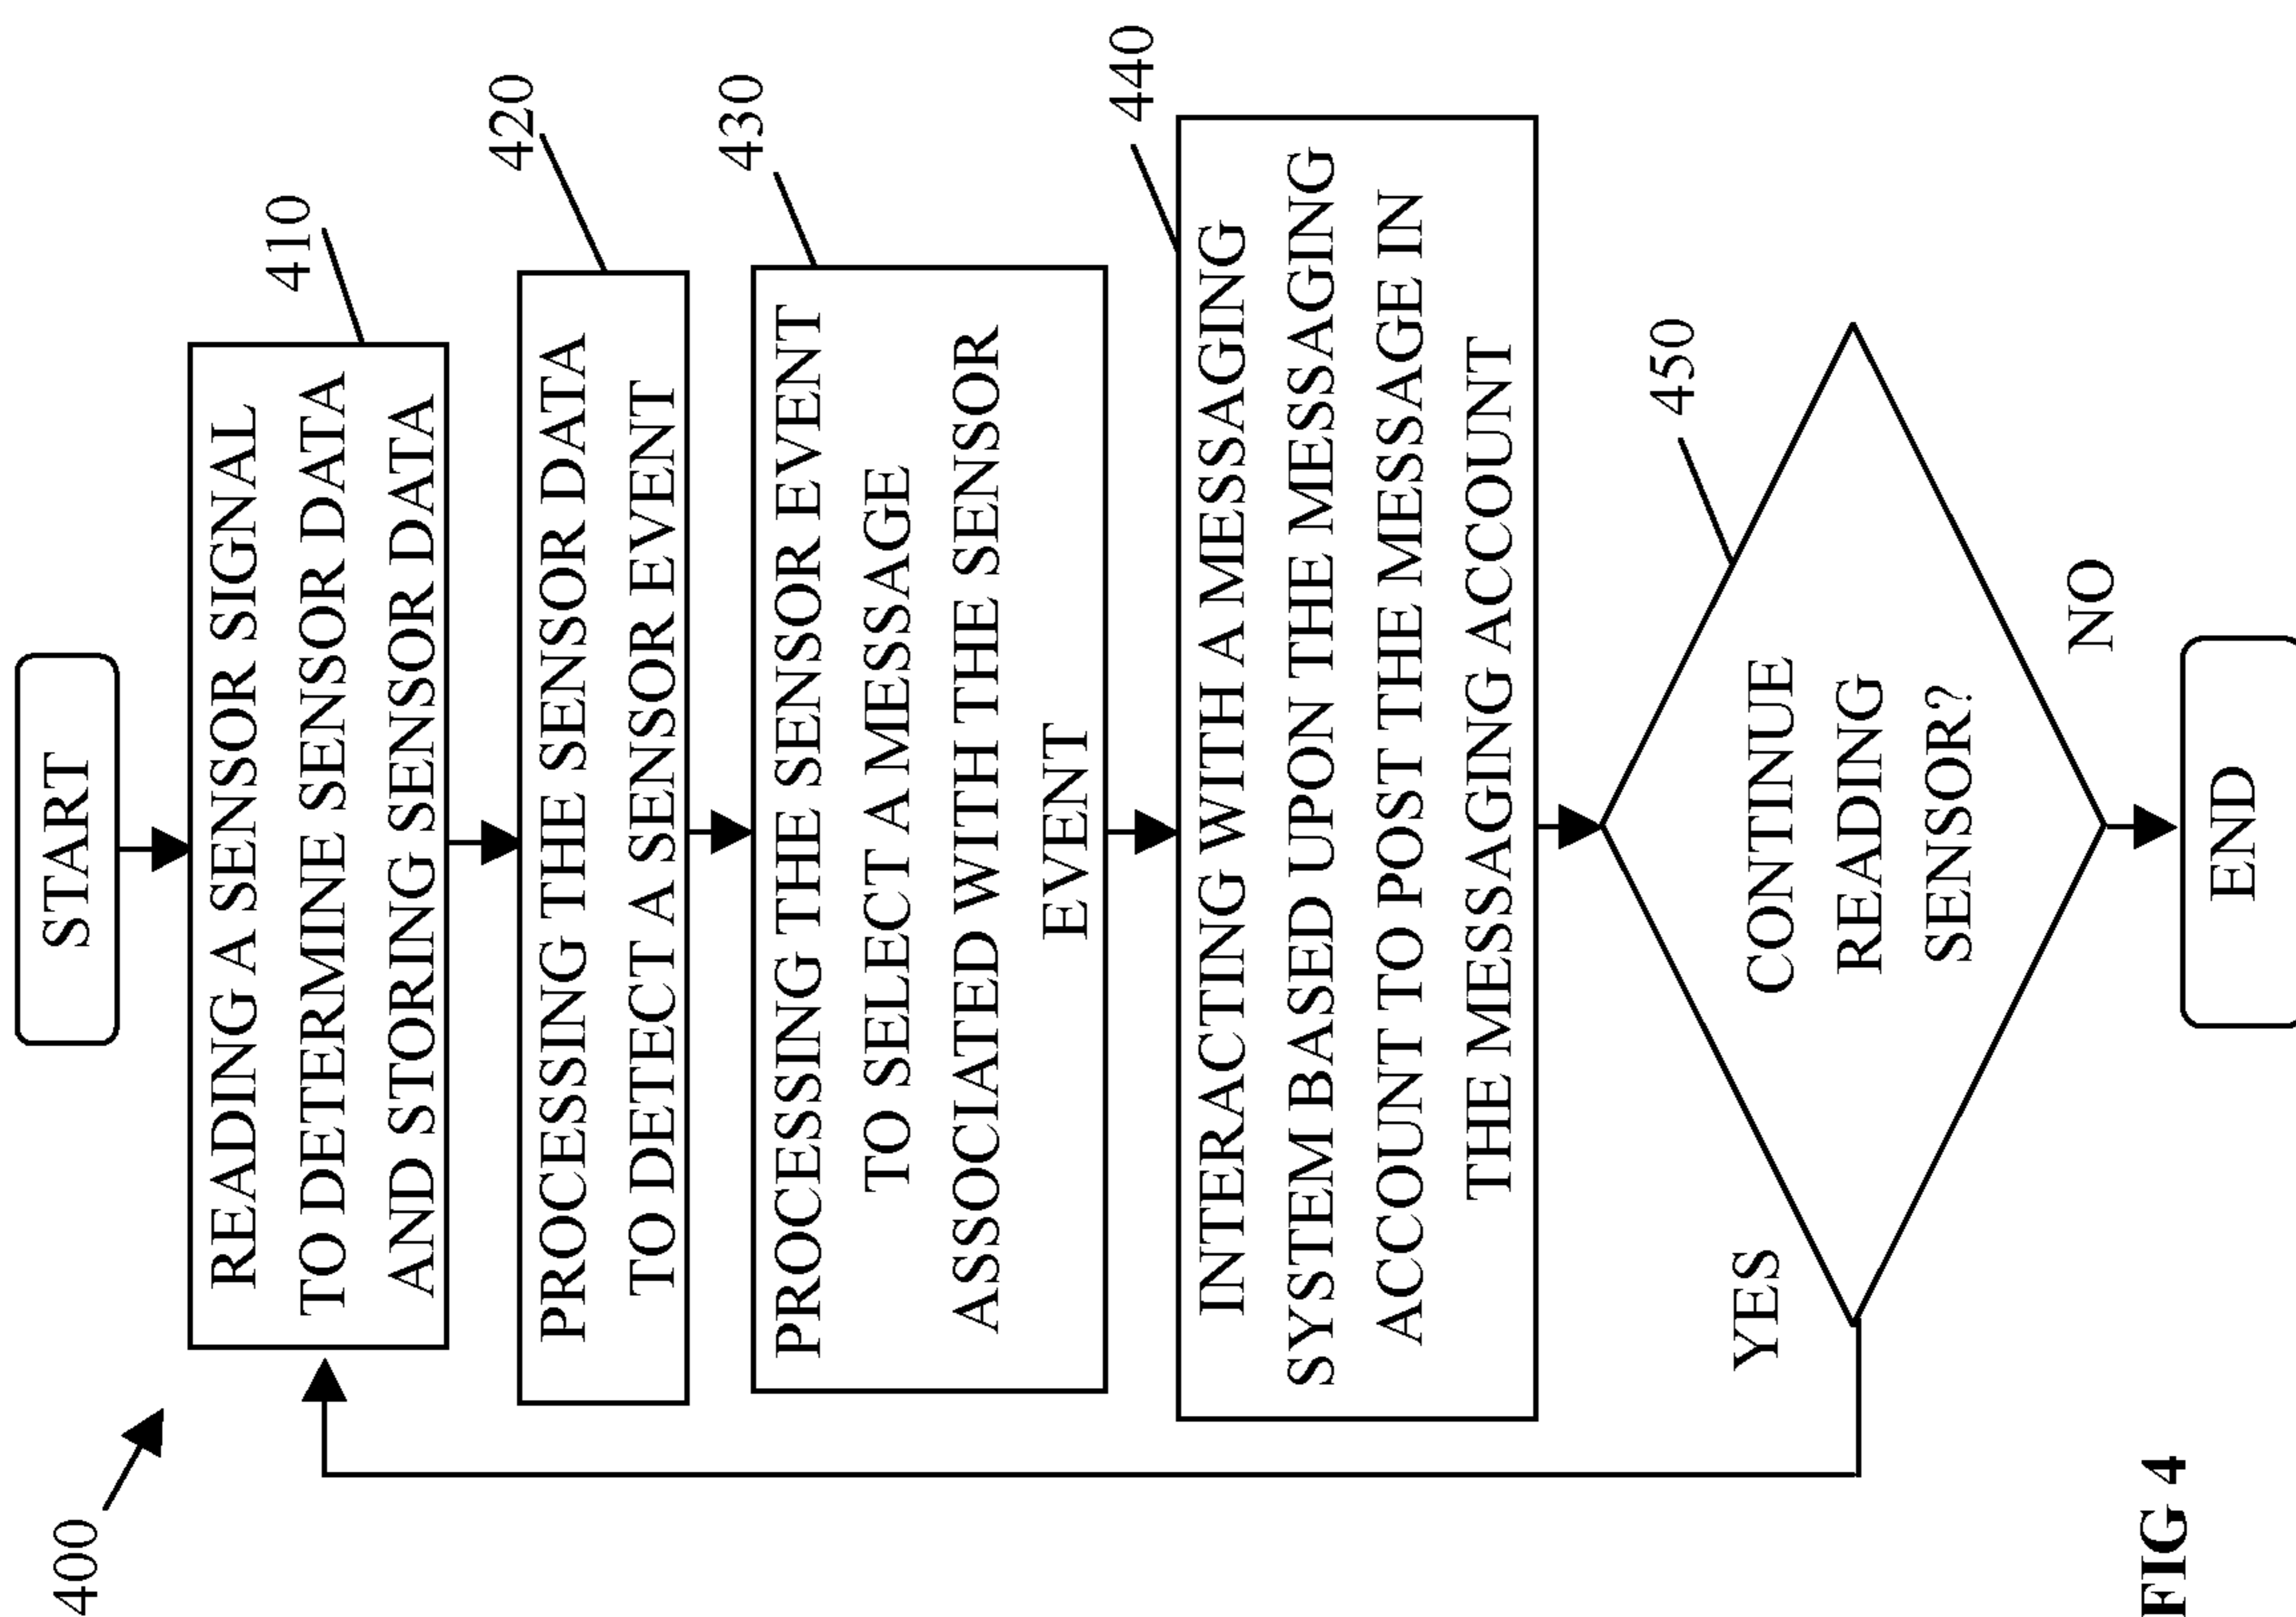 400
START
410
READING A SENSOR SIGNAL
TO DETERMINE SENSOR DATA
AND STORING SENSOR DATA
420
PROCESSING THE SENSOR DATA
TO DETECT A SENSOR EVENT
430
PROCESSING THE SENSOR EVENT
TO SELECT A MESSAGE
ASSOCIATED WITH THE SENSOR
EVENT
440
INTERACTING WITH A MESSAGING
SYSTEM BASED UPON THE MESSAGING
ACCOUNT TO POST THE MESSAGE IN
THE MESSAGING ACCOUNT
450
YES
CONTINUE
READING
SENSOR?
NO
END
FIG 4